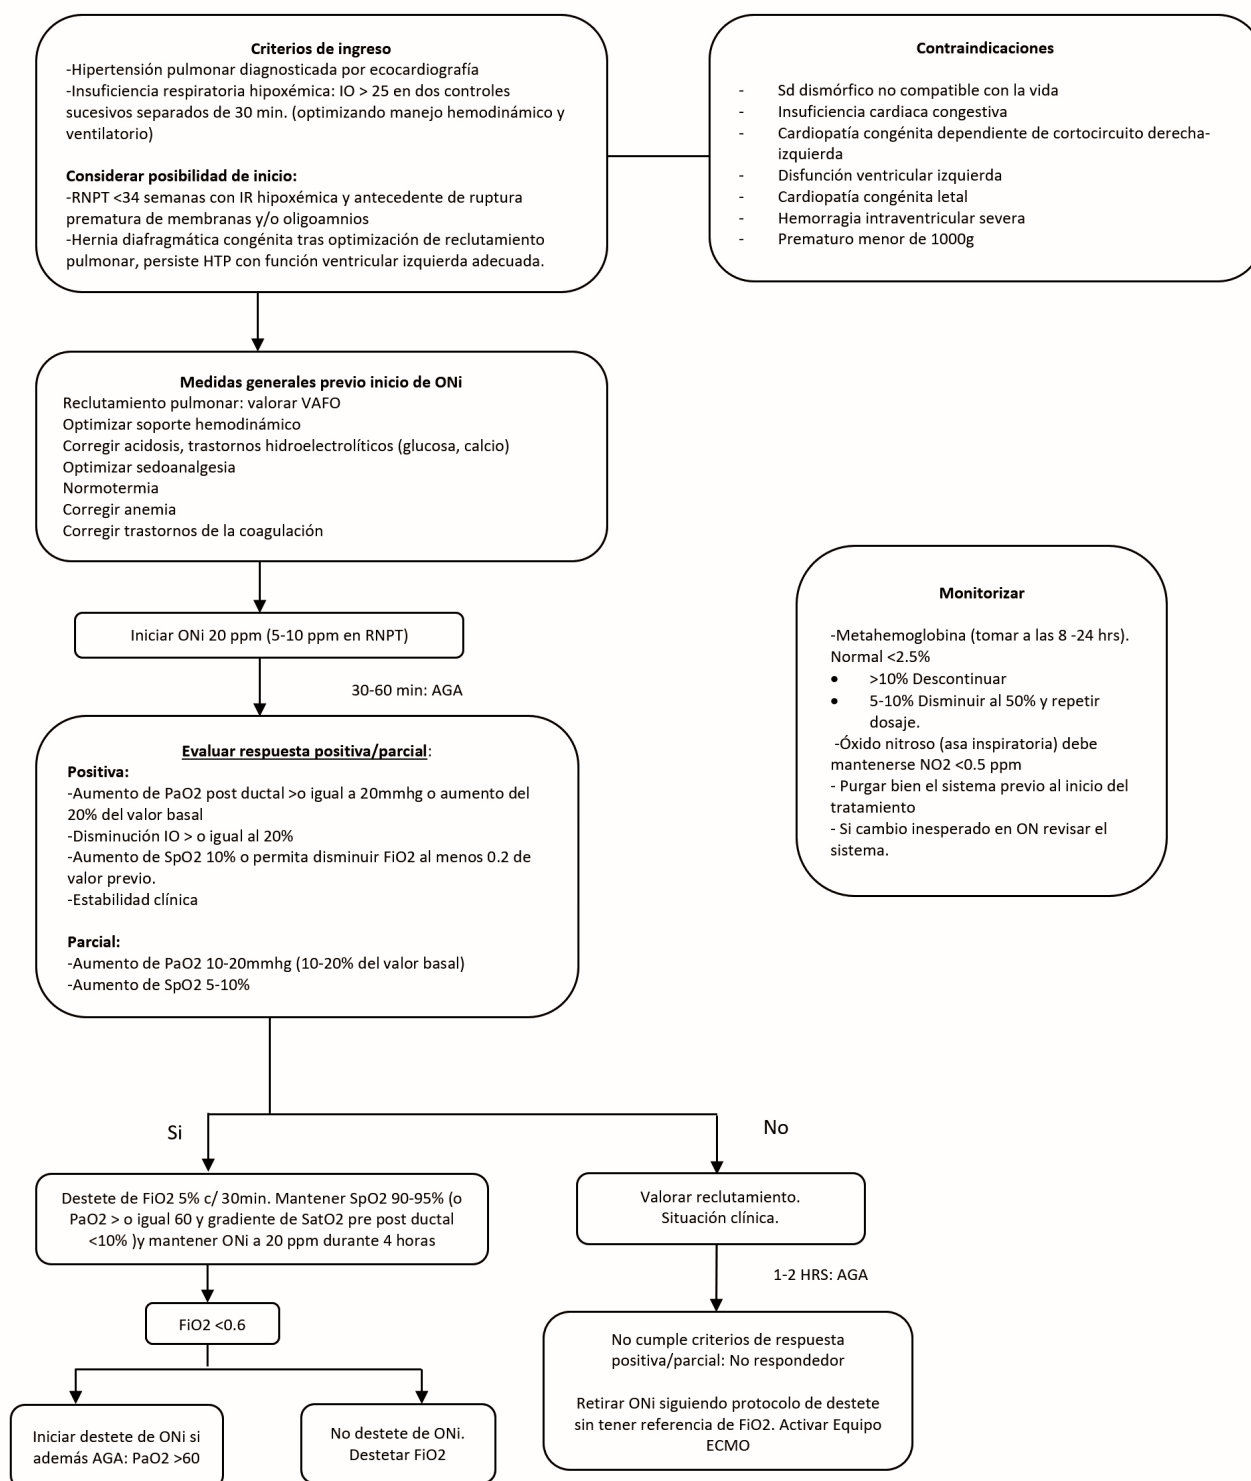 Criterios de ingreso
-Hipertensión pulmonar diagnosticada por ecocardiografía
-Insuficiencia respiratoria hipoxémica: IO > 25 en dos controles
sucesivos separados de 30 min. (optimizando manejo hemodinámico y
ventilatorio)
Considerar posibilidad de inicio:
-RNPT <34 semanas con IR hipoxémica y antecedente de ruptura
prematura de membranas y/o oligoamnios
-Hernia diafragmática congénita tras optimización de reclutamiento
pulmonar, persiste HTP con función ventricular izquierda adecuada.
Contraindicaciones
- Sd dismórfico no compatible con la vida
- Insuficiencia cardiaca congestiva
- Cardiopatía congénita dependiente de cortocircuito derecha-
izquierda
- Disfunción ventricular izquierda
- Cardiopatía congénita letal
- Hemorragia intraventricular severa
- Prematuro menor de 1000g
Medidas generales previo inicio de ONi
Reclutamiento pulmonar: valorar VAFO
Optimizar soporte hemodinámico
Corregir acidosis, trastornos hidroelectrolíticos (glucosa, calcio)
Optimizar sedoanalgesia
Normotermia
Corregir anemia
Corregir trastornos de la coagulación
Iniciar ONi 20 ppm (5-10 ppm en RNPT)
30-60 min: AGA
Monitorizar
-Metahemoglobina (tomar a las 8 -24 hrs).
Normal <2.5%
• >10% Descontinuar
• 5-10% Disminuir al 50% y repetir
dosaje.
-Óxido nitroso (asa inspiratoria) debe
mantenerse NO2 <0.5 ppm
- Purgar bien el sistema previo al inicio del
tratamiento
- Si cambio inesperado en ON revisar el
sistema.
Evaluar respuesta positiva/parcial:
Positiva:
-Aumento de PaO2 post ductal >o igual a 20mmhg o aumento del
20% del valor basal
-Disminución IO > o igual al 20%
-Aumento de SpO2 10% o permita disminuir FiO2 al menos 0.2 de
valor previo.
-Estabilidad clínica
Parcial:
-Aumento de PaO2 10-20mmhg (10-20% del valor basal)
-Aumento de SpO2 5-10%
Si
No
Destete de FiO2 5% c/ 30min. Mantener SpO2 90-95% (o
PaO2 > o igual 60 y gradiente de SatO2 pre post ductal
<10% )y mantener ONi a 20 ppm durante 4 horas
Valorar reclutamiento.
Situación clínica.
1-2 HRS: AGA
FiO2 <0.6
No cumple criterios de respuesta
positiva/parcial: No respondedor
Retirar ONi siguiendo protocolo de destete
sin tener referencia de FiO2. Activar Equipo
ECMO
Iniciar destete de ONi si
además AGA: PaO2 >60
No destete de ONi.
Destetar FiO2